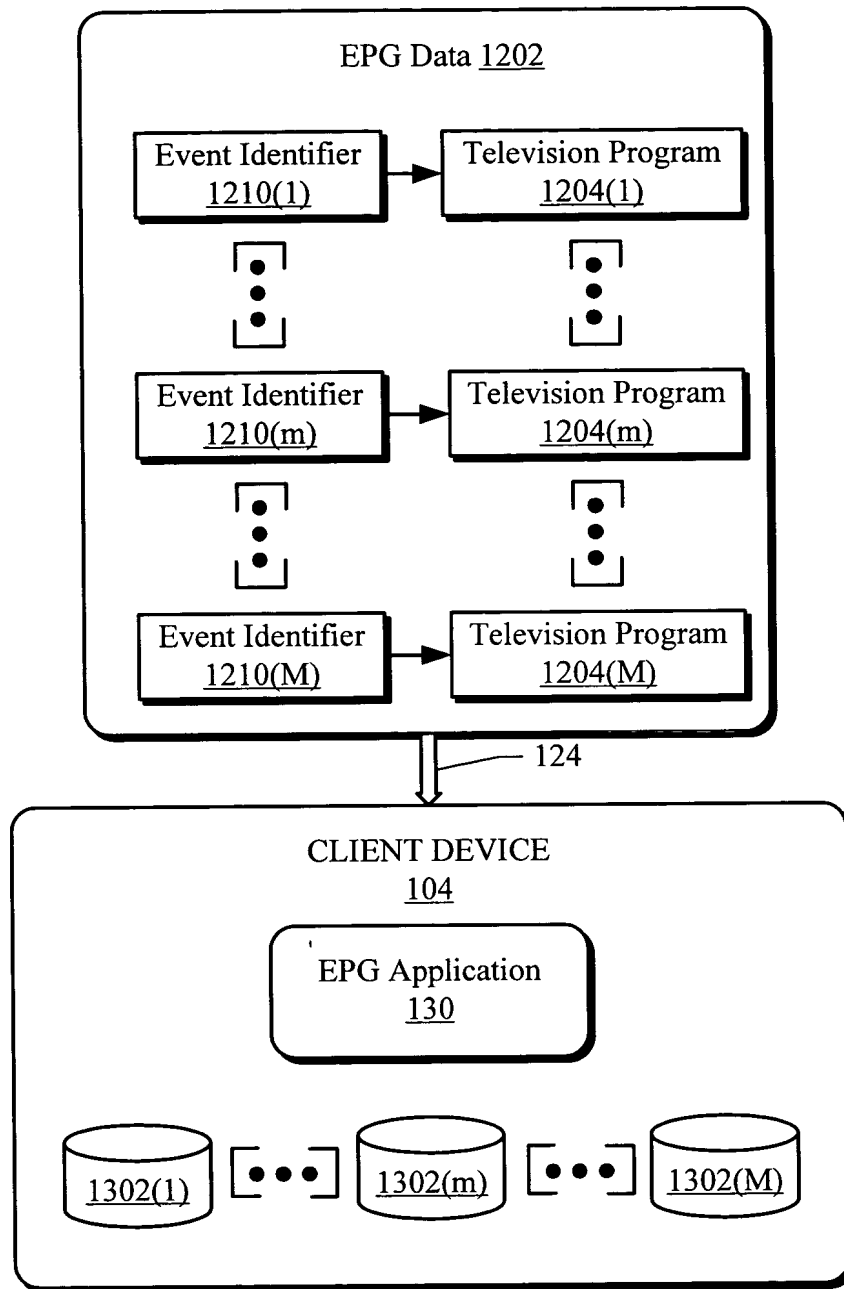 EPG Data 1202
Event Identifier
1210(1)
Television Program
1204(1)
Event Identifier
1210(m)
Television Program
1204(m)
Event Identifier
1210(M)
Television Program
1204(M)
124
CLIENT DEVICE
104
EPG Application
130
1302(1)
1302(m)
1302(M)